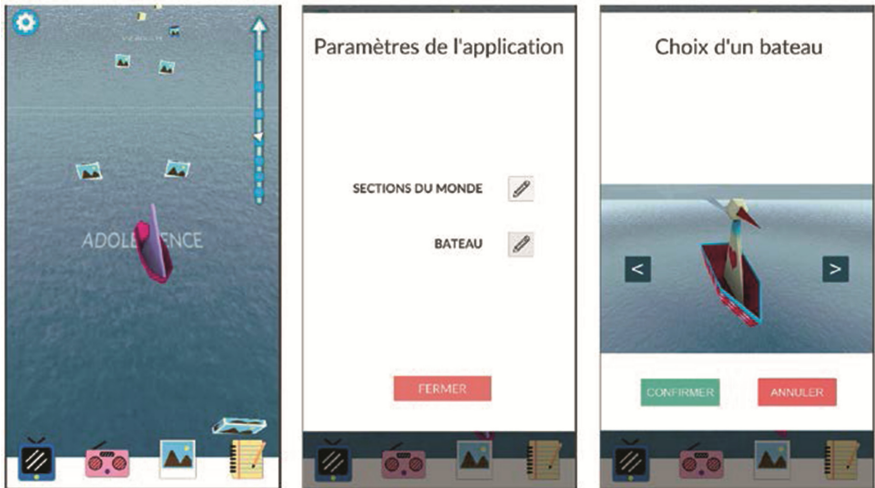 ADOLESCENCE
Paramètres de l'application
SECTIONS DU MONDE
BATEAU
FERMER
Choix d'un bateau
<
>
CONFIRMER
ANNULER